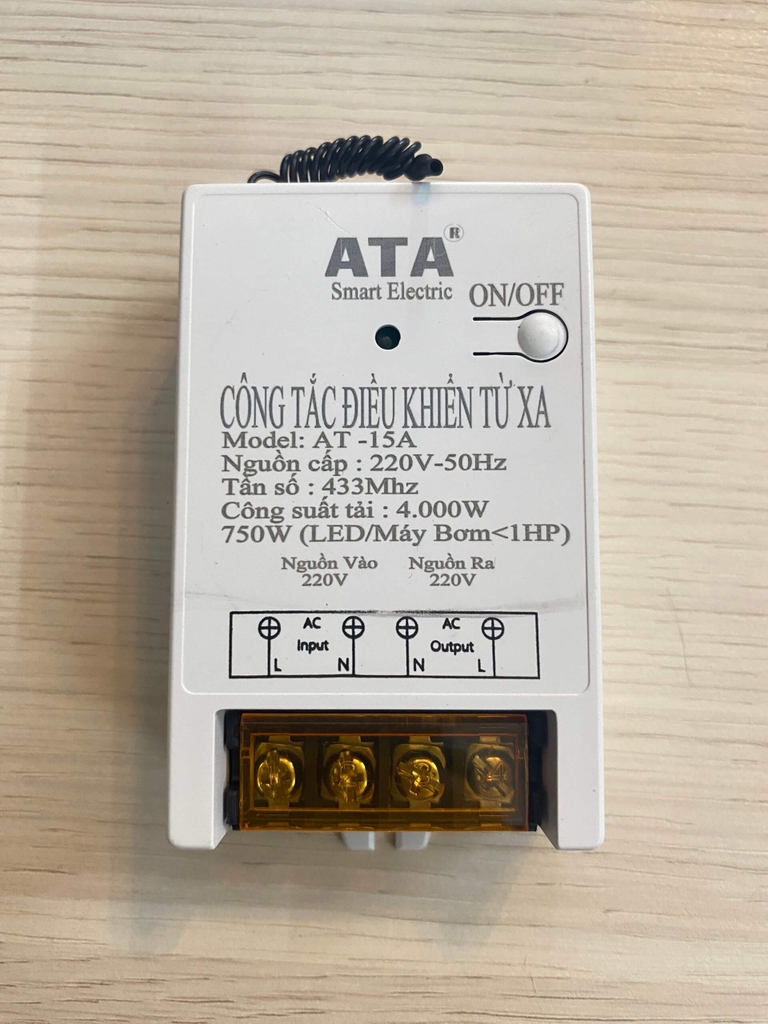 ATA®
Smart Electric
ON/OFF
CÔNG TẮC ĐIỀU KHIỂN TỪ XA
Model: AT -15A
Nguồn cấp : 220V-50Hz
Tần số : 433Mhz
Công suất tải : 4.000W
750W (LED/Máy Bơm<1HP)
Nguồn Vào Nguồn Ra
220V 220V
AC AC
Input Output
L N N L